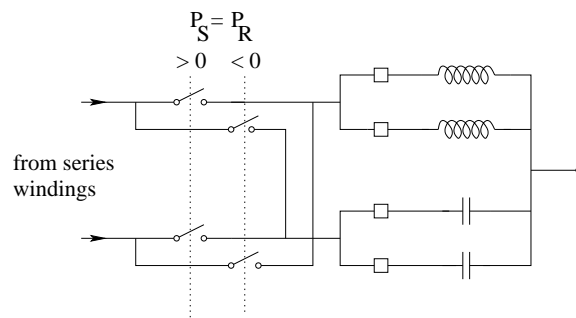 P_S = P_R
> 0 < 0
from series
windings